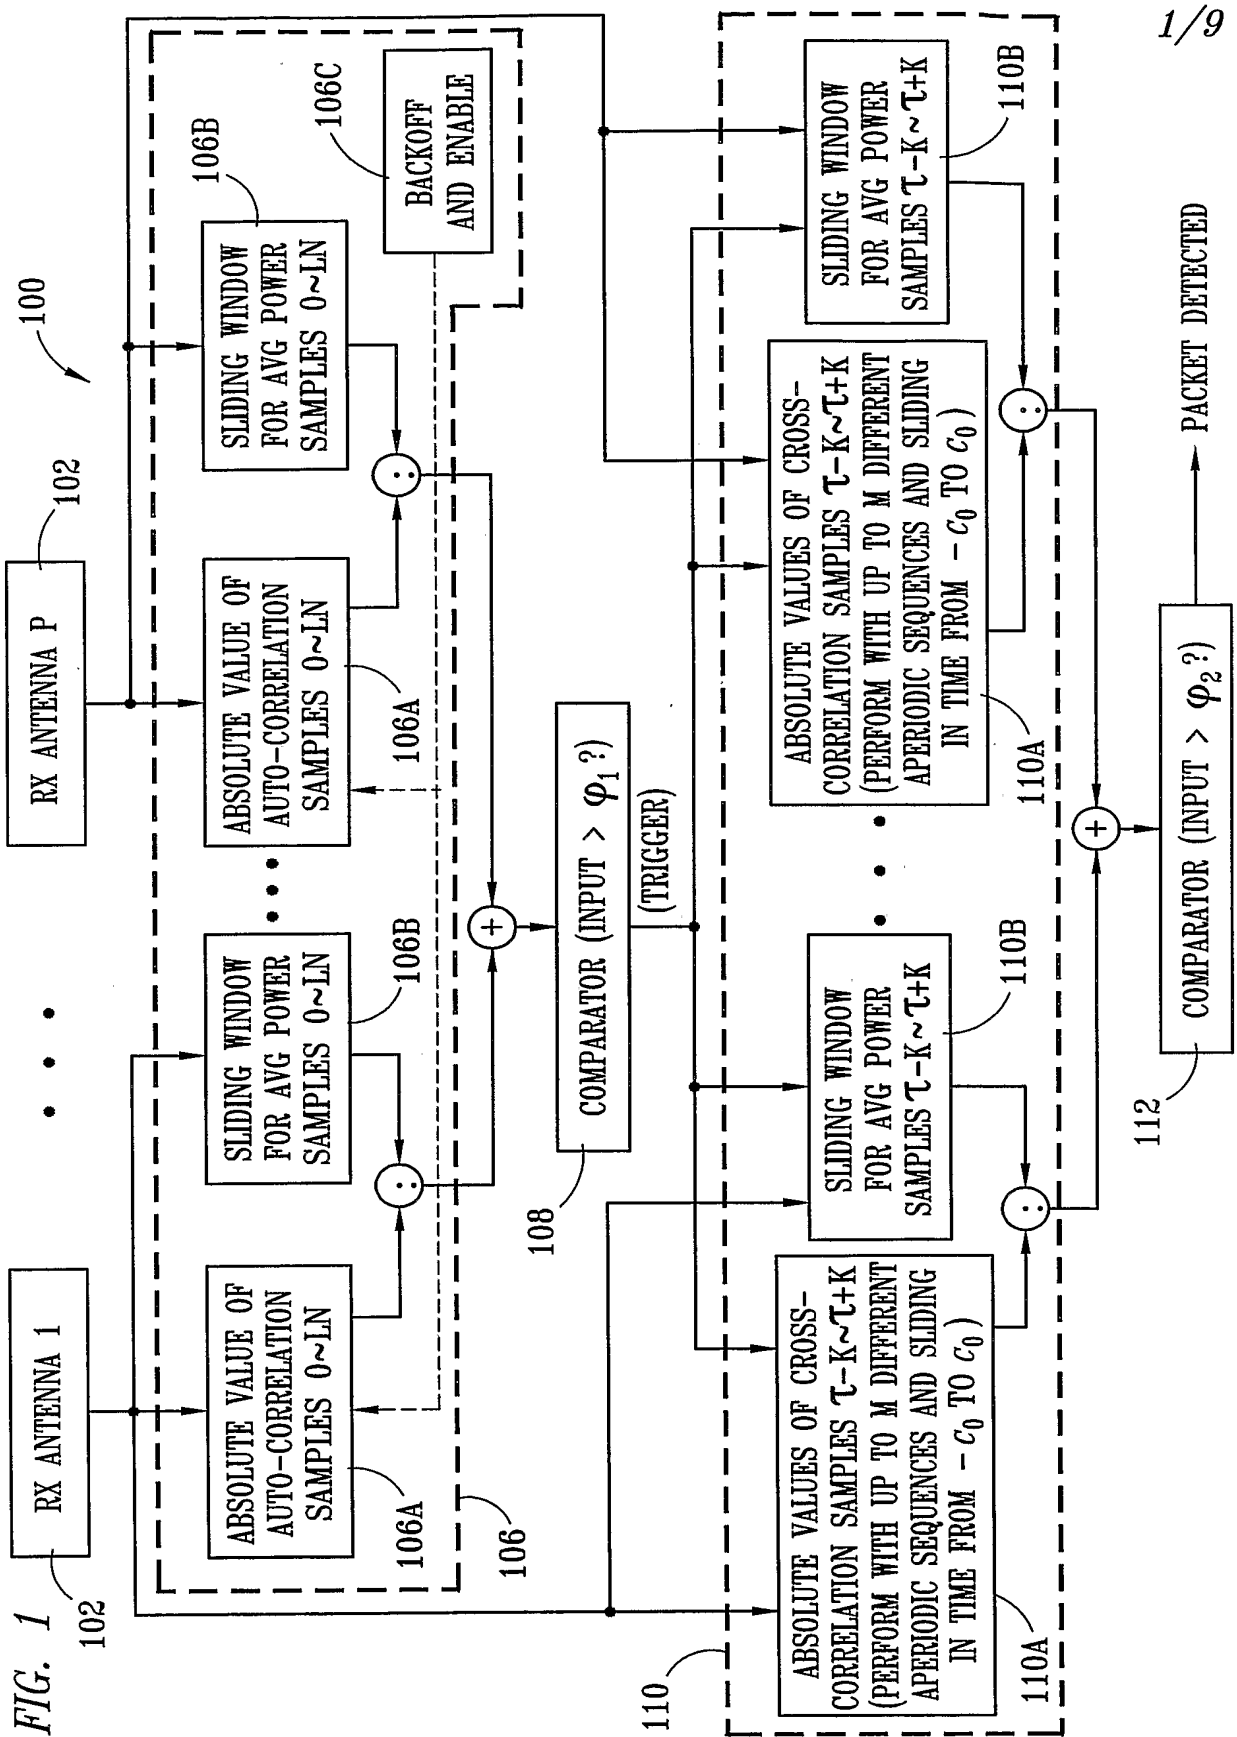 1/9
FIG. 1
100
102
RX ANTENNA 1
RX ANTENNA P
102
ABSOLUTE VALUE OF
AUTO-CORRELATION
SAMPLES 0~LN
106A
SLIDING WINDOW
FOR AVG POWER
SAMPLES 0~LN
106B
ABSOLUTE VALUE OF
AUTO-CORRELATION
SAMPLES 0~LN
106A
SLIDING WINDOW
FOR AVG POWER
SAMPLES 0~LN
106B
BACKOFF
AND ENABLE
106C
106
+
108
COMPARATOR (INPUT > φ1 ?)
(TRIGGER)
110
ABSOLUTE VALUES OF CROSS-
CORRELATION SAMPLES τ-K~τ+K
(PERFORM WITH UP TO M DIFFERENT
APERIODIC SEQUENCES AND SLIDING
IN TIME FROM -c0 TO c0)
110A
SLIDING WINDOW
FOR AVG POWER
SAMPLES τ-K~τ+K
110B
ABSOLUTE VALUES OF CROSS-
CORRELATION SAMPLES τ-K~τ+K
(PERFORM WITH UP TO M DIFFERENT
APERIODIC SEQUENCES AND SLIDING
IN TIME FROM -c0 TO c0)
110A
SLIDING WINDOW
FOR AVG POWER
SAMPLES τ-K~τ+K
110B
+
112
COMPARATOR (INPUT > φ2 ?)
PACKET DETECTED